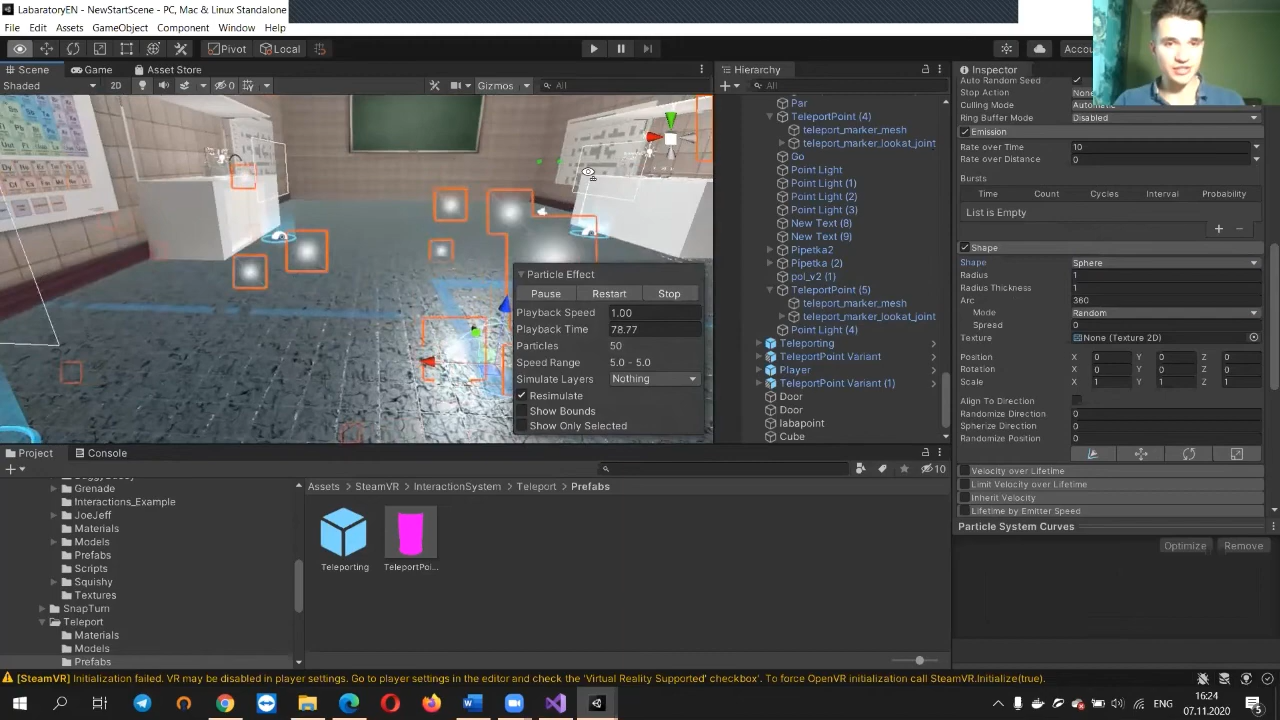 LabaratoryEN - NewStartScene - PC, Mac & Linux Standalone
File Edit Assets GameObject Component Window Help
Pivot Local Accou
Scene Game Asset Store
Shaded 2D 0 Gizmos All
Particle Effect
Pause Restart Stop
Playback Speed 1.00
Playback Time 78.77
Particles 50
Speed Range 5.0 - 5.0
Simulate Layers Nothing
Resimulate
Show Bounds
Show Only Selected
Hierarchy
All
Par
TeleportPoint (4)
teleport_marker_mesh
teleport_marker_lookat_joint
Go
Point Light
Point Light (1)
Point Light (2)
Point Light (3)
New Text (8)
New Text (9)
Pipetka2
Pipetka (2)
pol_v2 (1)
TeleportPoint (5)
teleport_marker_mesh
teleport_marker_lookat_joint
Point Light (4)
Teleporting
TeleportPoint Variant
Player
TeleportPoint Variant (1)
Door
Door
labapoint
Cube
Inspector
Auto Random Seed
Stop Action None
Culling Mode Automatic
Ring Buffer Mode Disabled
Emission
Rate over Time 10
Rate over Distance 0
Bursts
Time Count Cycles Interval Probability
List is Empty
Shape
Shape Sphere
Radius 1
Radius Thickness 1
Arc 360
Mode Random
Spread 0
Texture None (Texture 2D)
Position X 0 Y 0 Z 0
Rotation X 0 Y 0 Z 0
Scale X 1 Y 1 Z 1
Align To Direction
Randomize Direction 0
Spherize Direction 0
Randomize Position 0
Velocity over Lifetime
Limit Velocity over Lifetime
Inherit Velocity
Lifetime by Emitter Speed
Particle System Curves
Optimize Remove
Project Console
10
Grenade
Interactions_Example
JoeJeff
Materials
Models
Prefabs
Scripts
Squishy
Textures
SnapTurn
Teleport
Materials
Models
Prefabs
Assets > SteamVR > InteractionSystem > Teleport > Prefabs
Teleporting TeleportPoi...
[SteamVR] Initialization failed. VR may be disabled in player settings. Go to player settings in the editor and check the 'Virtual Reality Supported' checkbox'. To force OpenVR initialization call SteamVR.Initialize(true).
ENG 16:24
07.11.2020 5